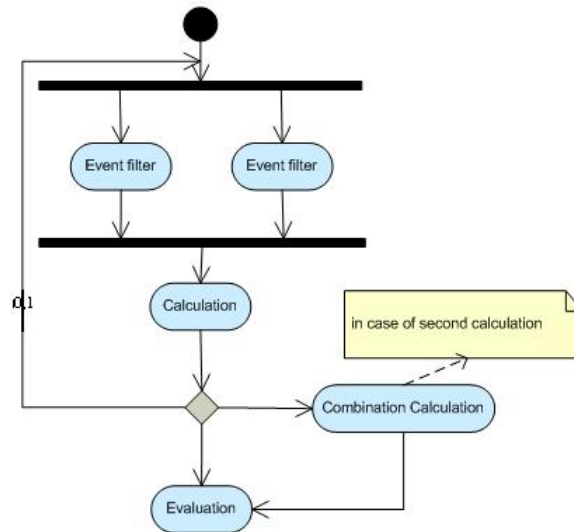 Event filter
Event filter
Calculation
0,1
in case of second calculation
Combination Calculation
Evaluation